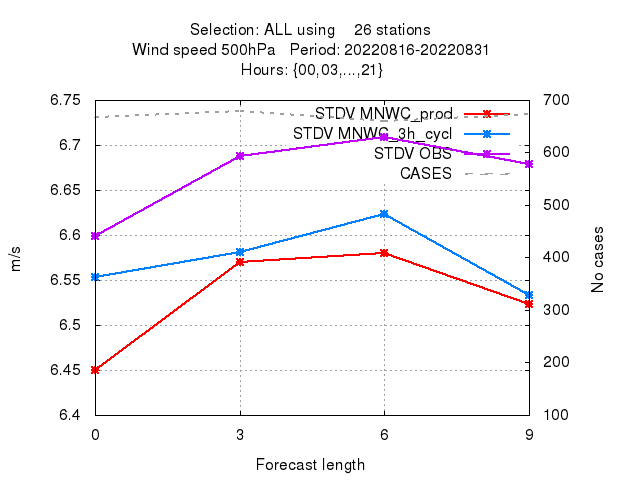 Selection: ALL using    26 stations
Wind speed 500hPa   Period: 20220816-20220831
Hours: {00,03,...,21}
6.75
6.7
6.65
6.6
6.55
6.5
6.45
6.4
700
600
500
400
300
200
100
STDV MNWC_prod
STDV MNWC_3h_cycl
STDV OBS
CASES
m/s
No cases
0 3 6 9
Forecast length